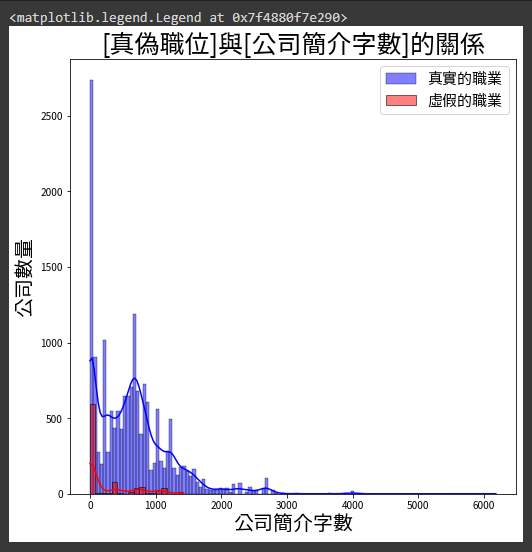 <matplotlib.legend.Legend at 0x7f4880f7e290>
[真偽職位]與[公司簡介字數]的關係
真實的職業
虛假的職業
公司數量
2500
2000
1500
1000
500
0
0 1000 2000 3000 4000 5000 6000
公司簡介字數